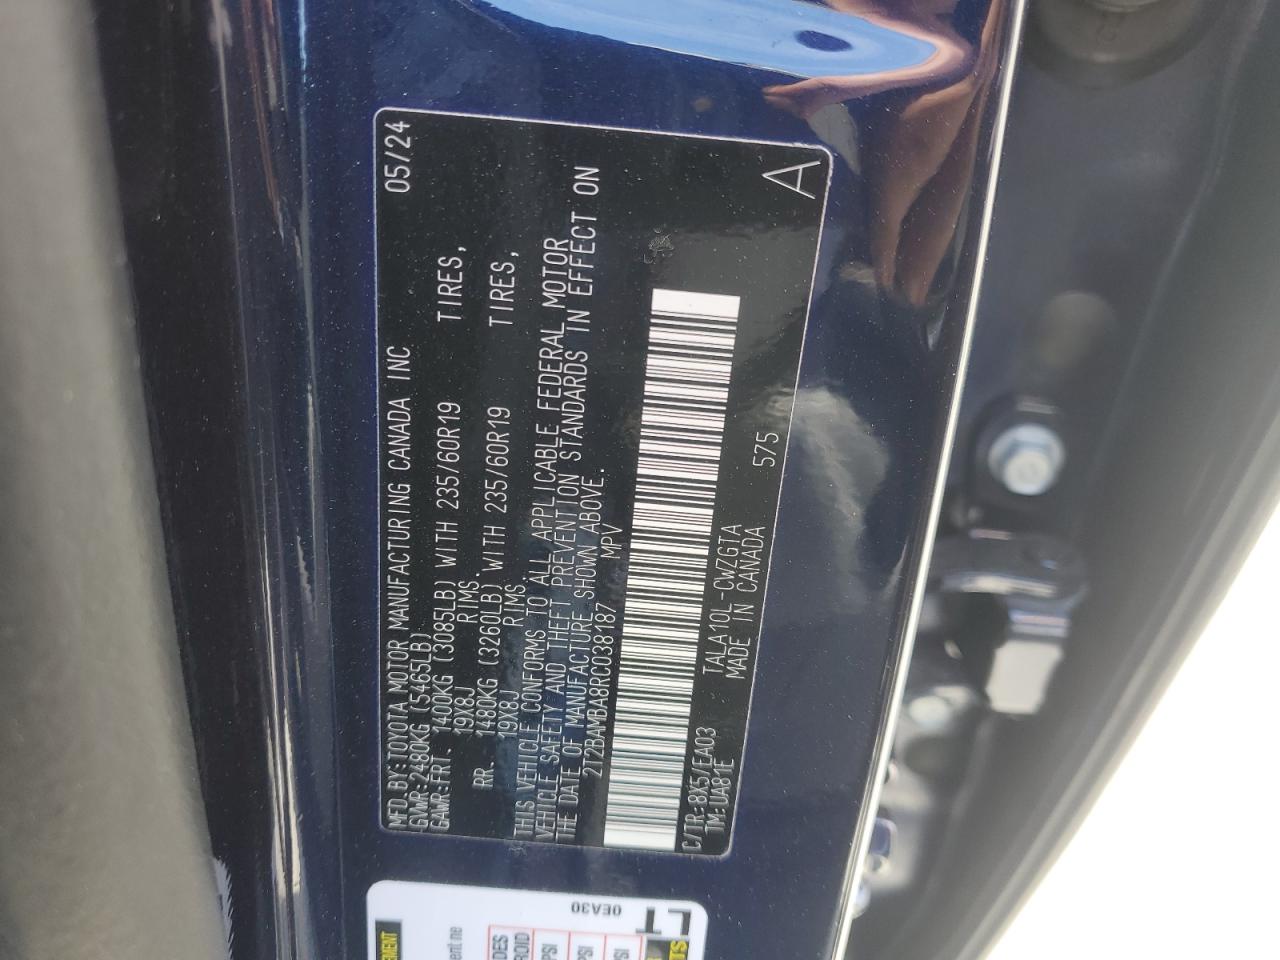 MFD. BY: TOYOTA MOTOR MANUFACTURING CANADA INC 05/24
GVWR: 2480KG (5465LB)
GAWR: FRT. 1400KG (3085LB) WITH 235/60R19 TIRES,
19X8J RIMS.
RR. 1480KG (3260LB) WITH 235/60R19 TIRES,
19X8J RIMS.
THIS VEHICLE CONFORMS TO ALL APPLICABLE FEDERAL MOTOR
VEHICLE SAFETY AND THEFT PREVENTION STANDARDS IN EFFECT ON
THE DATE OF MANUFACTURE SHOWN ABOVE.
2T2BAMBA8RC038187 MPV
C/TR: 8X5/EA03 TALA10L-CWZGTA 575
TM: UA81E MADE IN CANADA
A
0EA30
LT